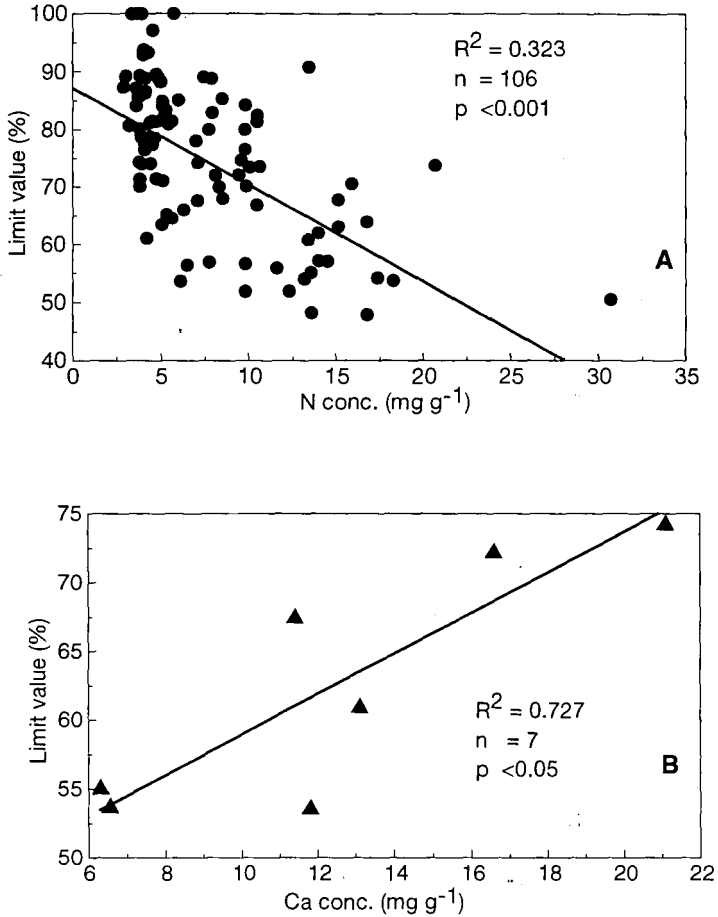 100
90
80
70
60
50
40
Limit value (%)
R² = 0.323
n = 106
p <0.001
A
0 5 10 15 20 25 30 35
N conc. (mg g⁻¹)
75
70
65
60
55
50
Limit value (%)
R² = 0.727
n = 7
p <0.05
B
6 8 10 12 14 16 18 20 22
Ca conc. (mg g⁻¹)